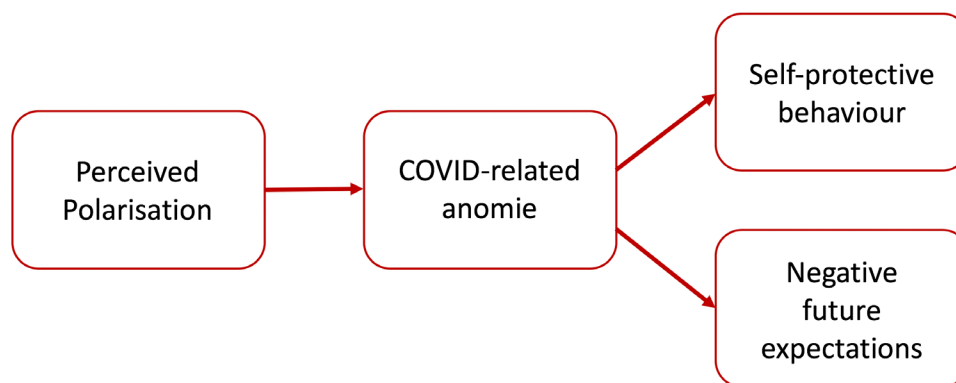 Perceived
Polarisation
COVID-related
anomie
Self-protective
behaviour
Negative
future
expectations